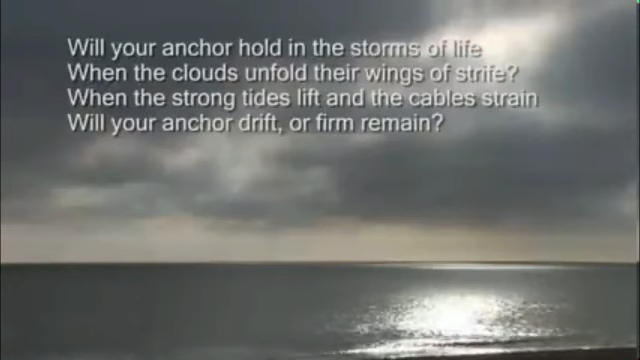 Will your anchor hold in the storms of life
When the clouds unfold their wings of strife?
When the strong tides lift and the cables strain
Will your anchor drift, or firm remain?